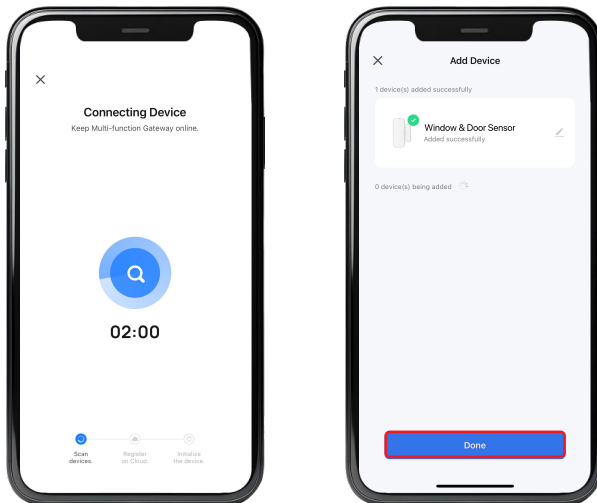 Connecting Device
Keep Multi-function Gateway online.
02:00
Scan
devices.
Register
on Cloud.
Initialize
the device.
Add Device
1 device(s) added successfully
Window & Door Sensor
Added successfully
0 device(s) being added
Done